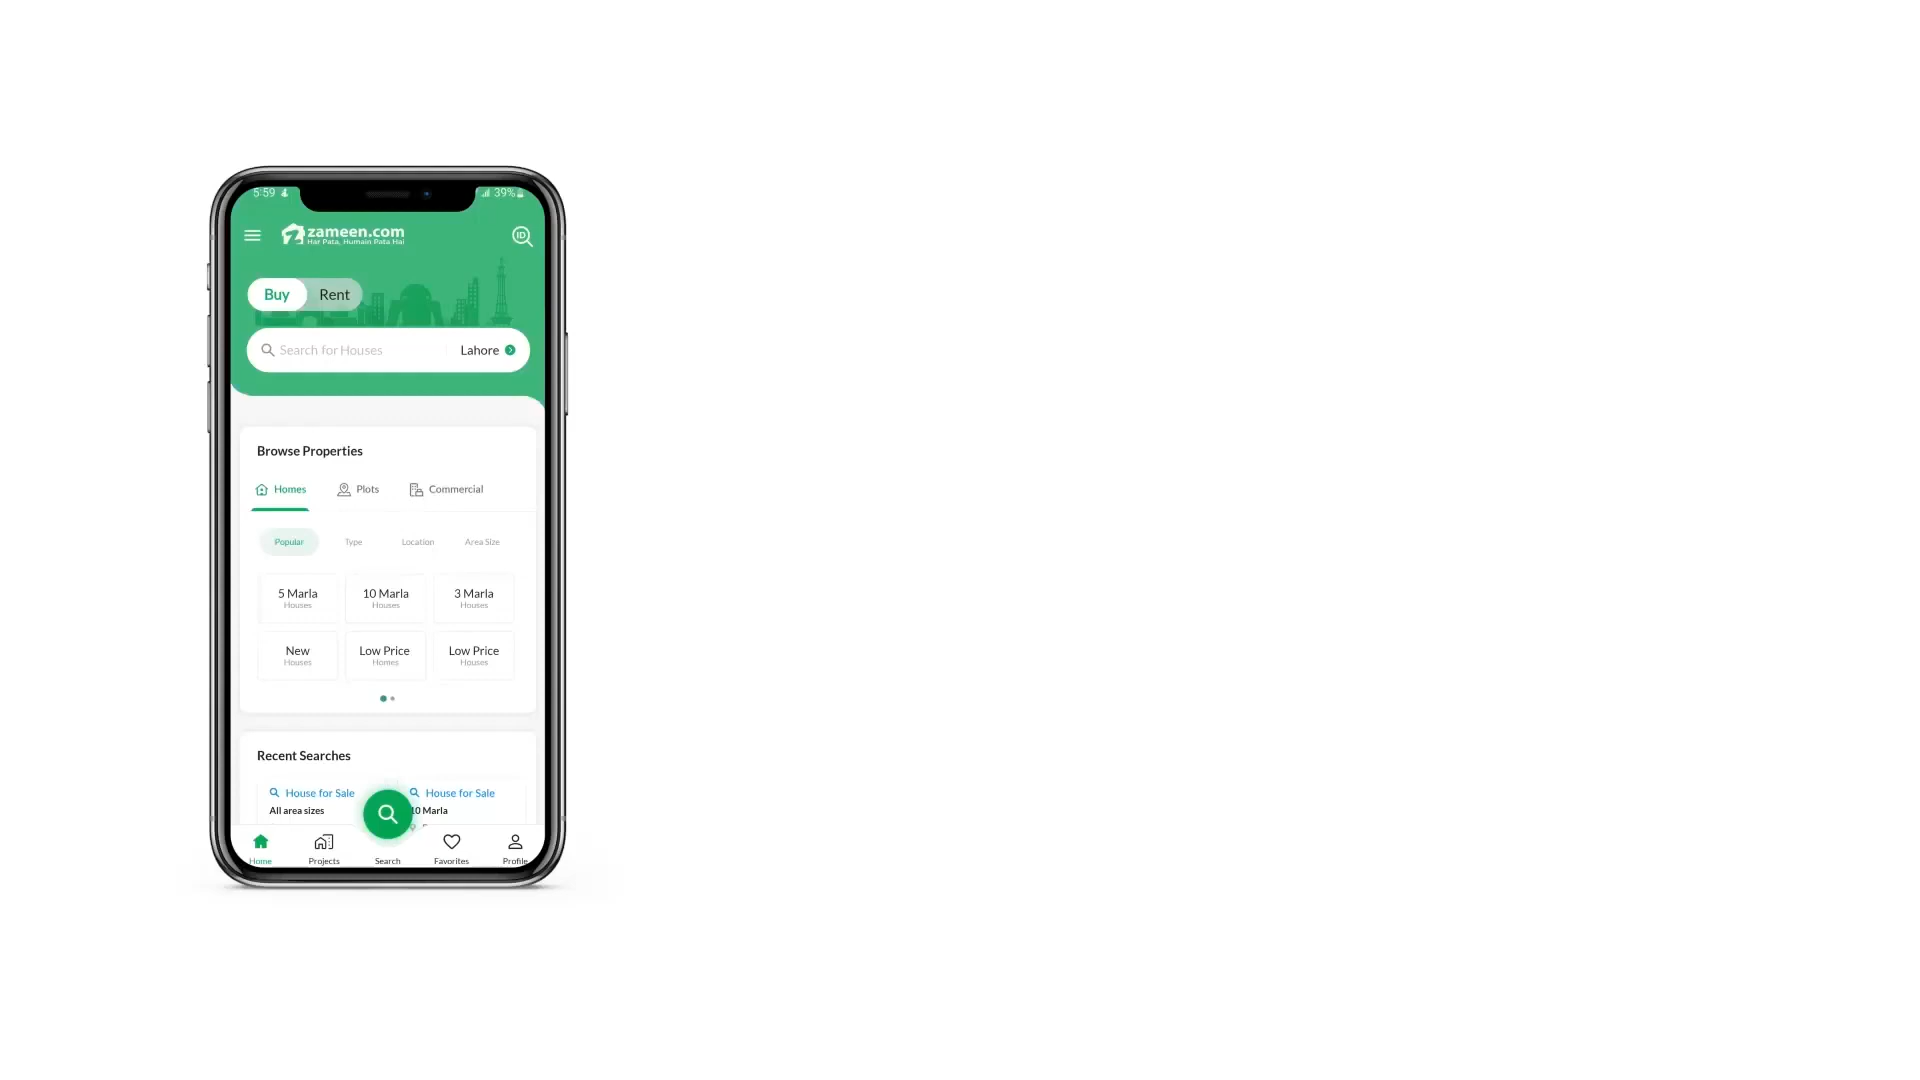 5:59
39%
zameen.com
Har Pata, Humain Pata Hai
ID
Buy Rent
Search for Houses Lahore
Browse Properties
Homes Plots Commercial
Popular Type Location Area Size
5 Marla 10 Marla 3 Marla
Houses Houses Houses
New Low Price Low Price
Houses Homes Houses
Recent Searches
House for Sale House for Sale
All area sizes 10 Marla
Home Projects Search Favorites Profile